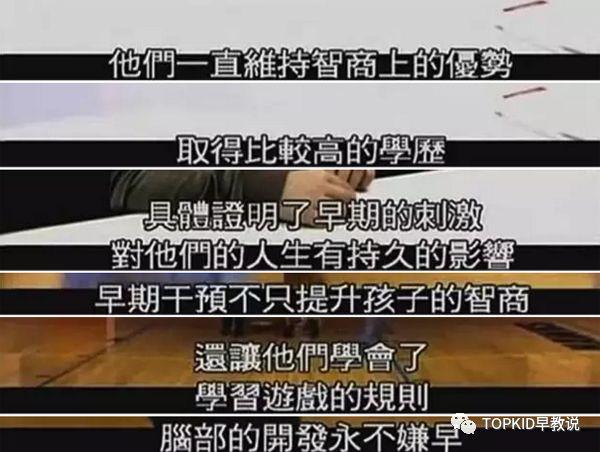 他們一直維持智商上的優勢
取得比較高的學歷
具體證明了早期的刺激
對他們的人生有持久的影響
早期干預不只提升孩子的智商
還讓他們學會了
學習遊戲的規則
腦部的開發永不嫌早
TOPKID早教说